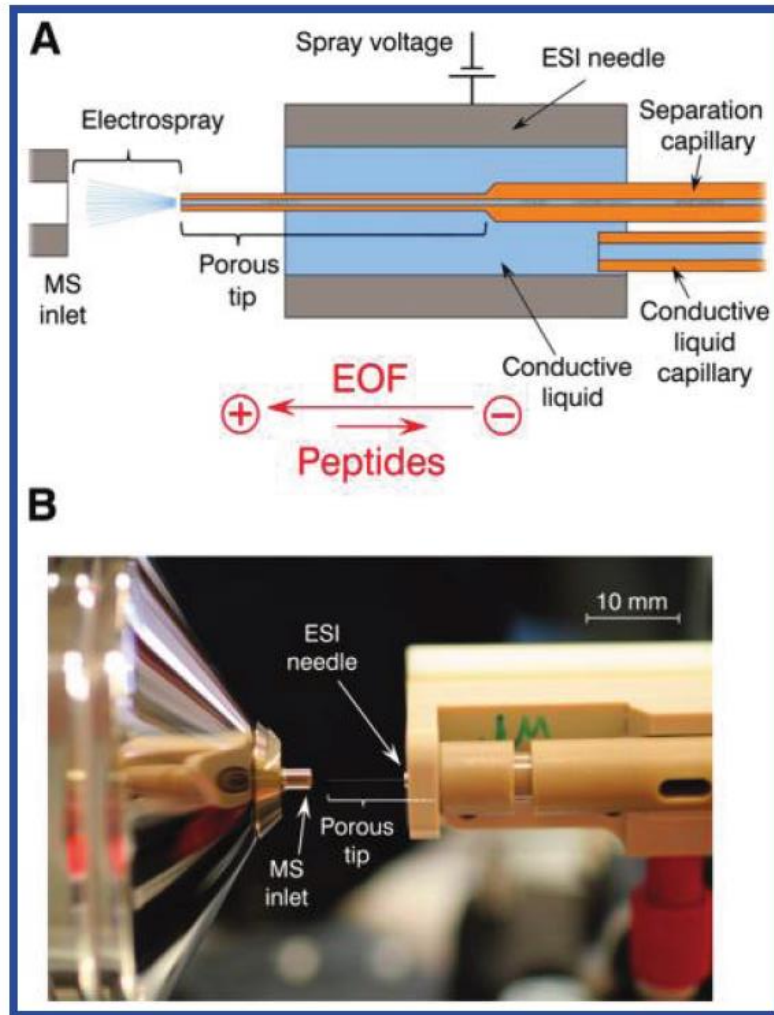 A
Spray voltage
ESI needle
Electrospray
Separation
capillary
MS
inlet
Porous
tip
Conductive
liquid
Conductive
liquid
capillary
EOF
+
−
Peptides
B
10 mm
ESI
needle
Porous
tip
MS
inlet